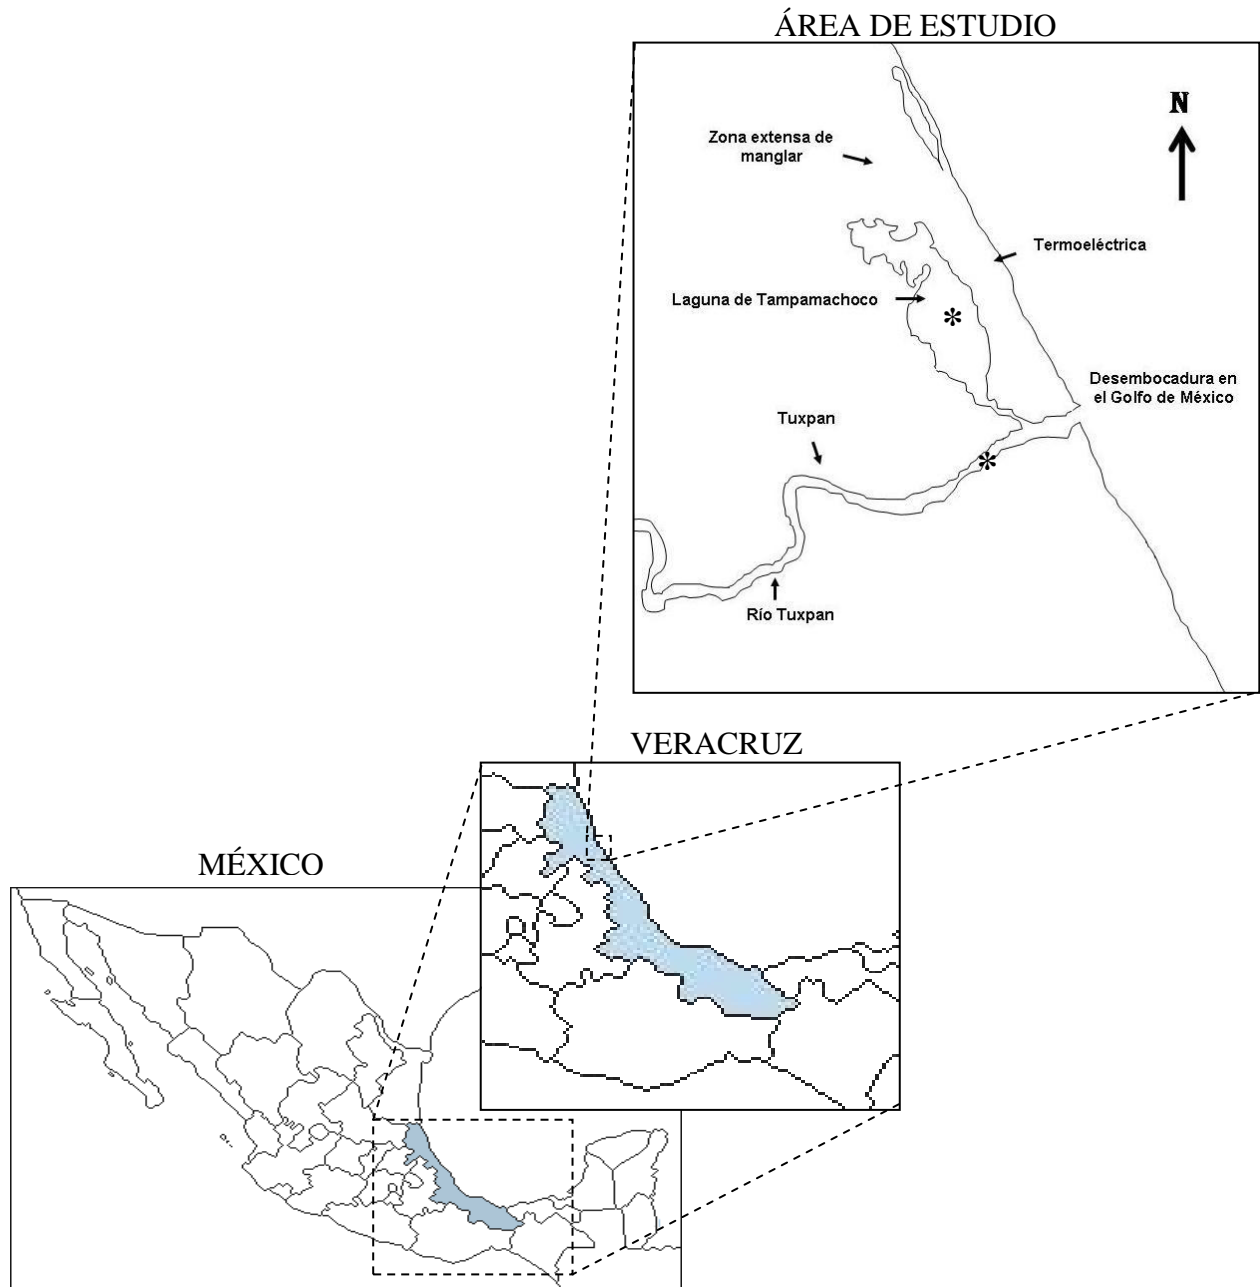 ÁREA DE ESTUDIO
N
Zona extensa de
manglar
Termoeléctrica
Laguna de Tampamachoco
*
Desembocadura en
el Golfo de México
Tuxpan
*
Río Tuxpan
VERACRUZ
MÉXICO